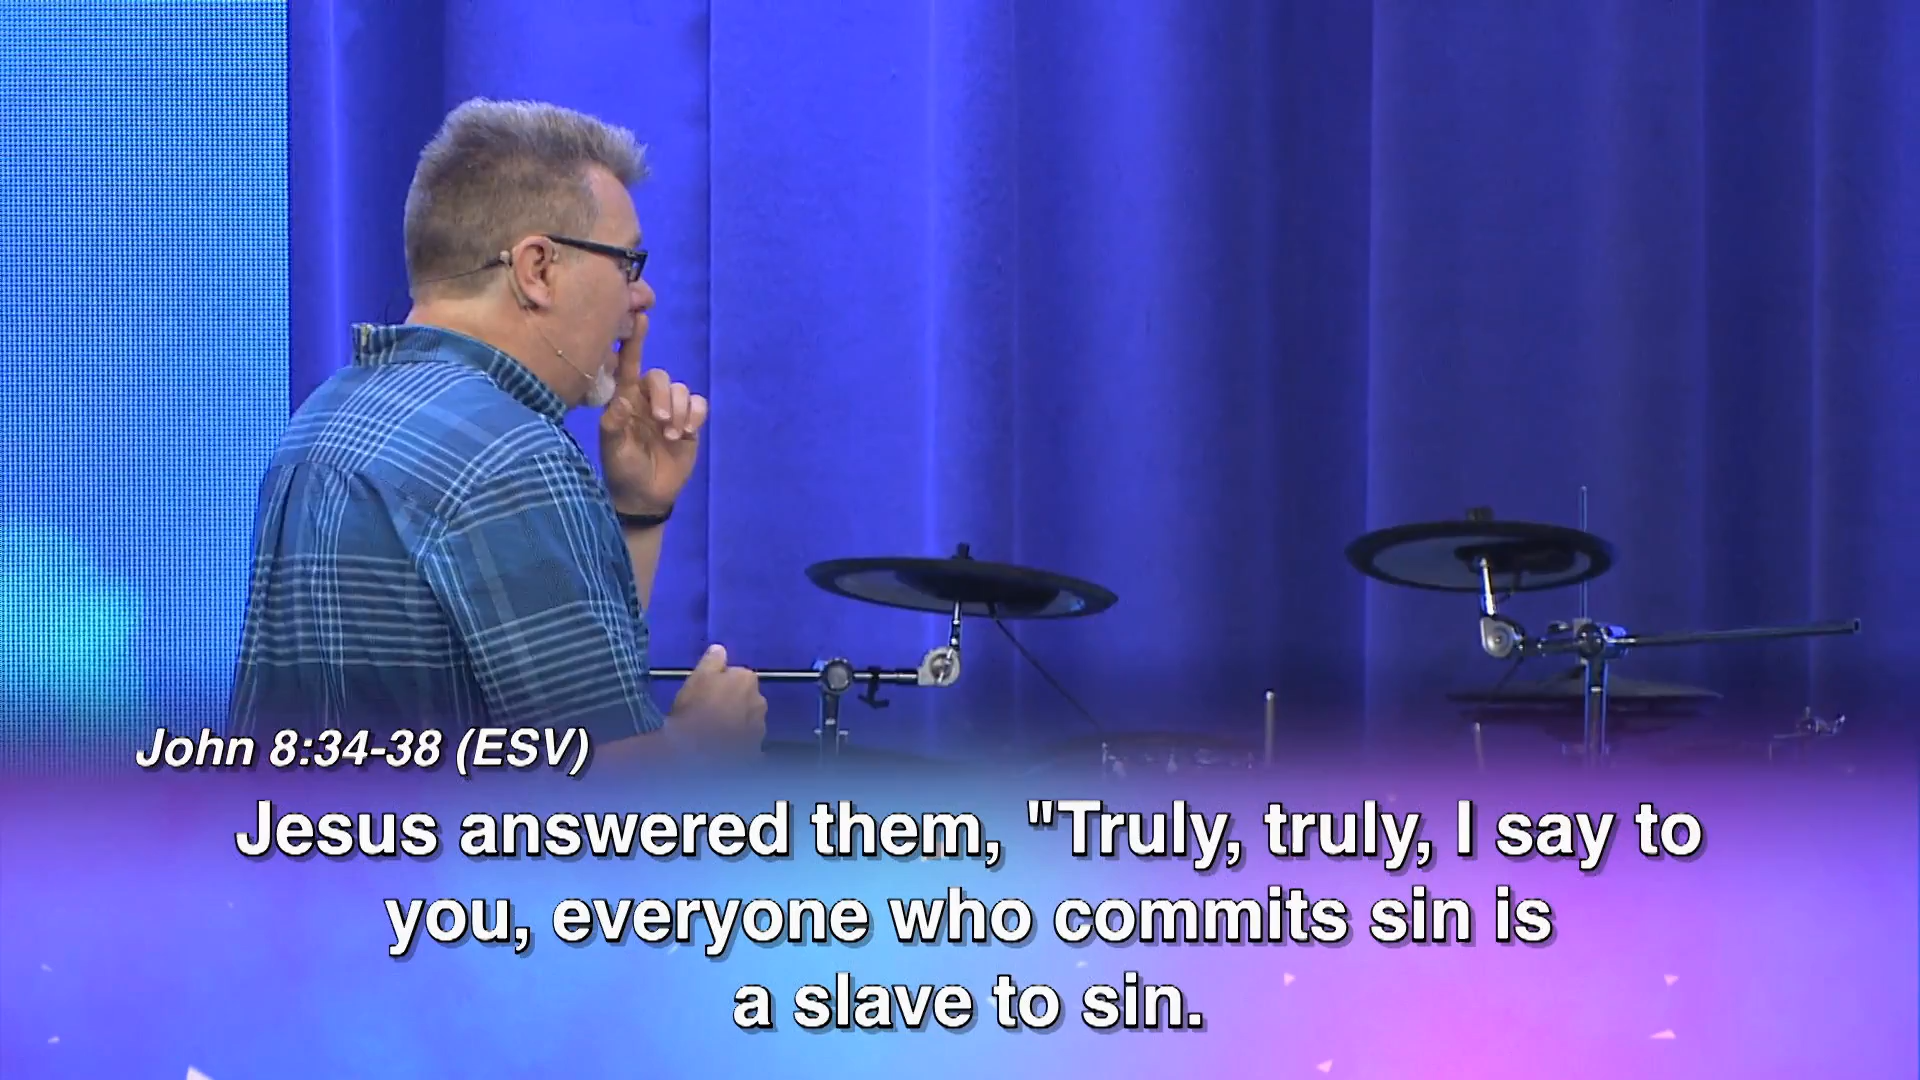 John 8:34-38 (ESV)
Jesus answered them, "Truly, truly, I say to
you, everyone who commits sin is
a slave to sin.